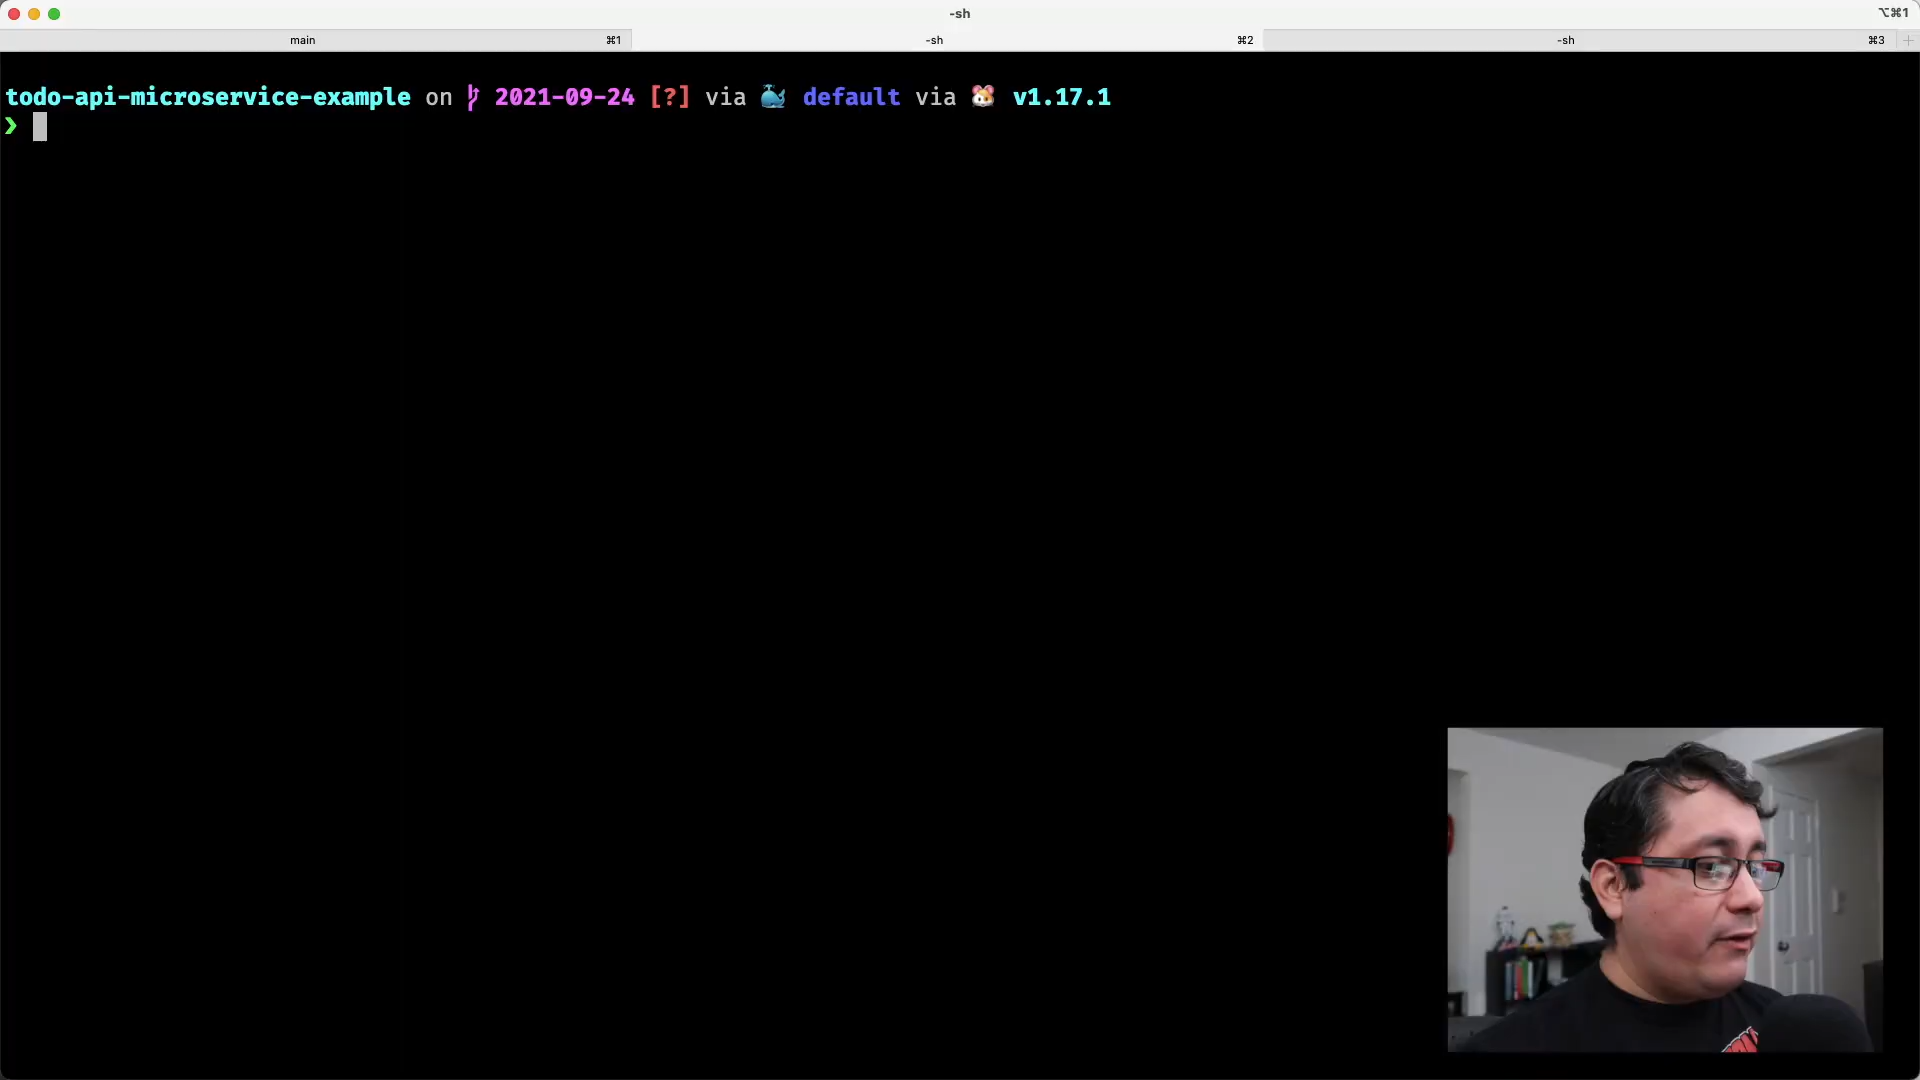 -sh
⌥⌘1
main ⌘1 -sh ⌘2 -sh ⌘3
todo-api-microservice-example on 2021-09-24 [?] via 🐳 default via 🐹 v1.17.1
❯